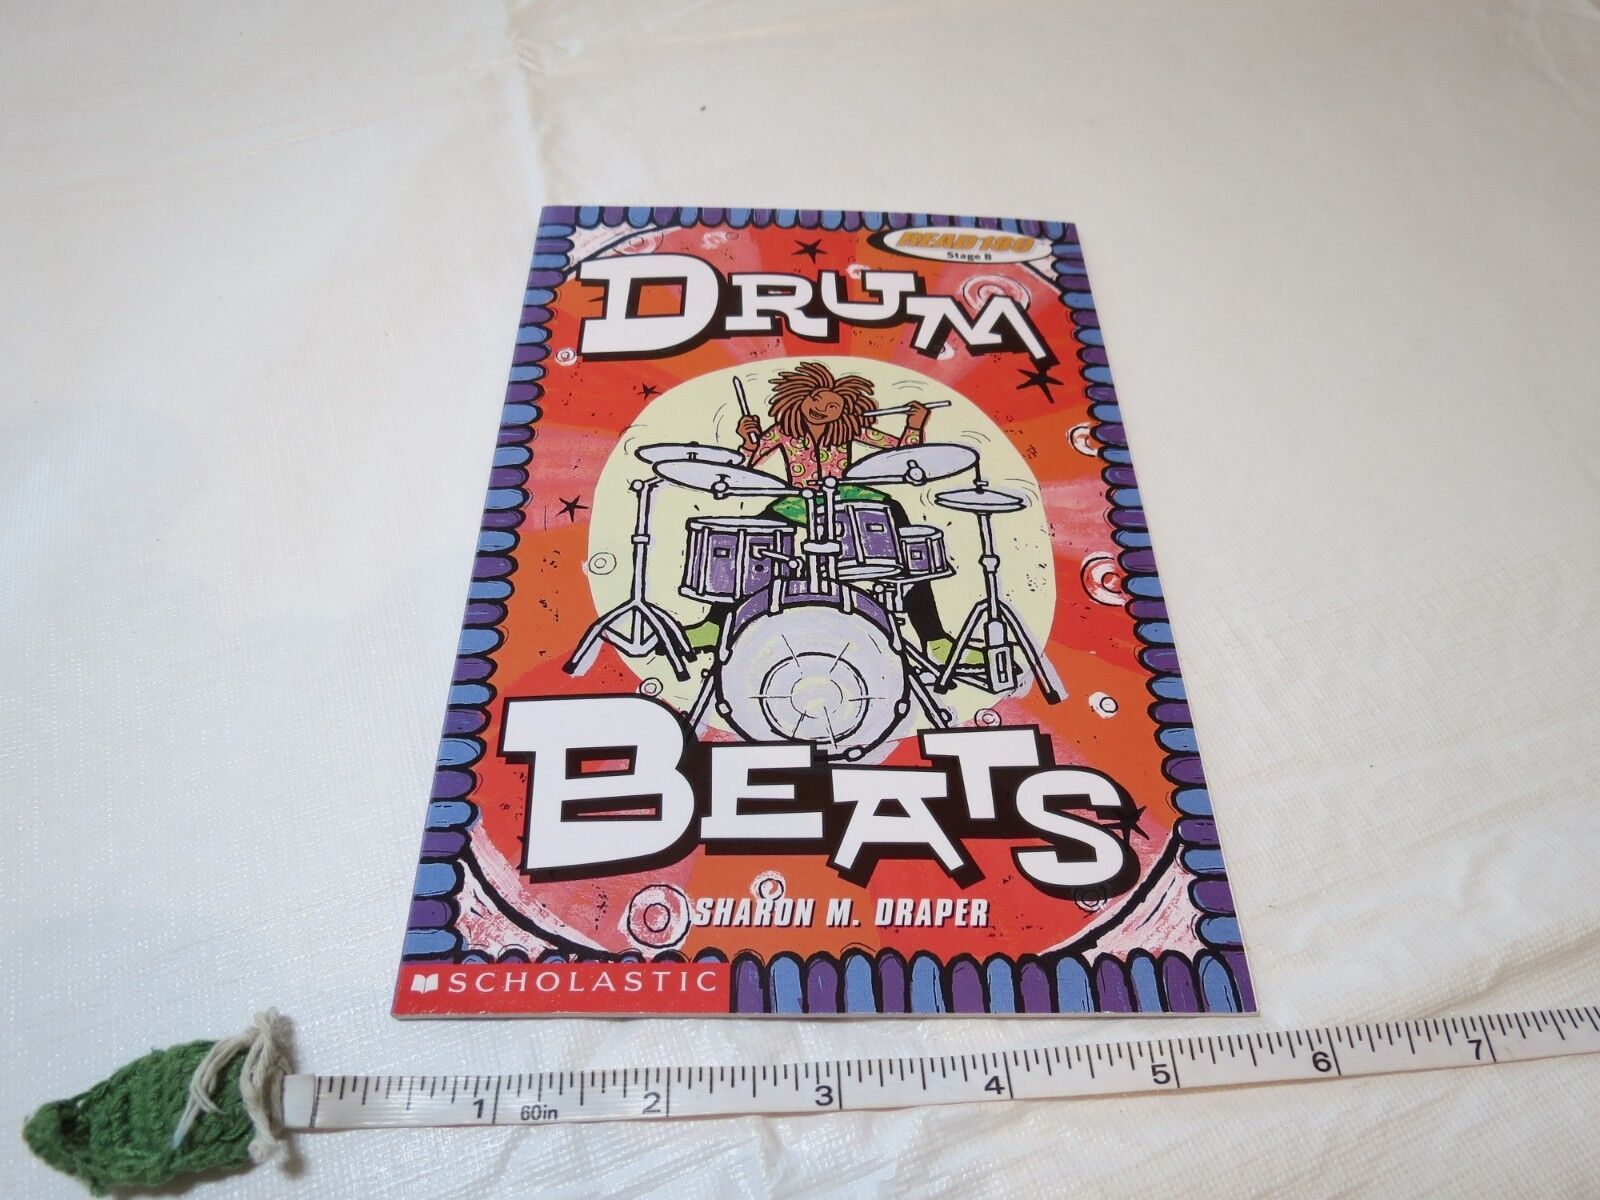 READ 180
Stage B
DRUM
BEATS
SHARON M. DRAPER
SCHOLASTIC
1 60in 2 3 4 5 6 7